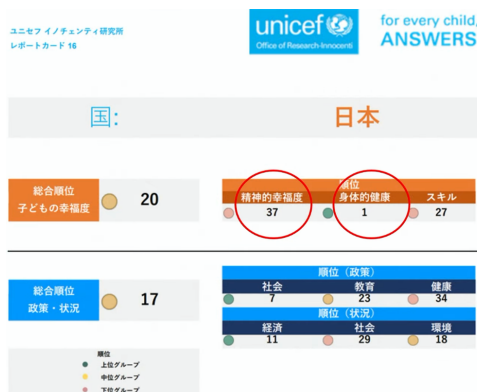 ユニセフ イノチェンティ研究所
レポートカード 16
unicef
Office of Research-Innocenti
for every child,
ANSWERS
国:
日本
総合順位
子どもの幸福度
20
順位
精神的幸福度 身体的健康 スキル
37 1 27
総合順位
政策・状況
17
順位（政策）
社会 教育 健康
7 23 34
順位（状況）
経済 社会 環境
11 29 18
順位
上位グループ
中位グループ
下位グループ